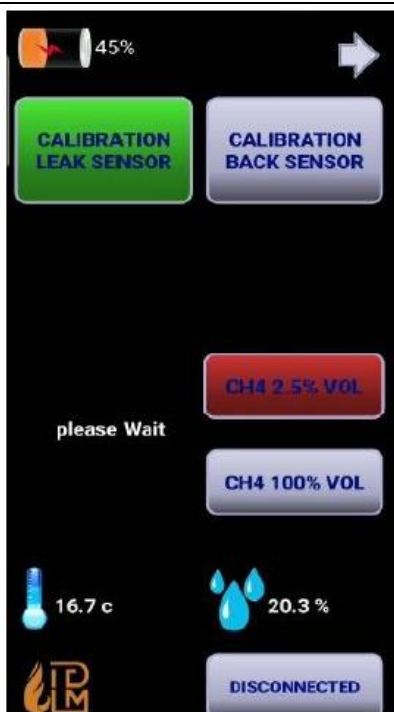 45%
CALIBRATION
LEAK SENSOR
CALIBRATION
BACK SENSOR
CH4 2.5% VOL
please Wait
CH4 100% VOL
16.7 c
20.3 %
DISCONNECTED